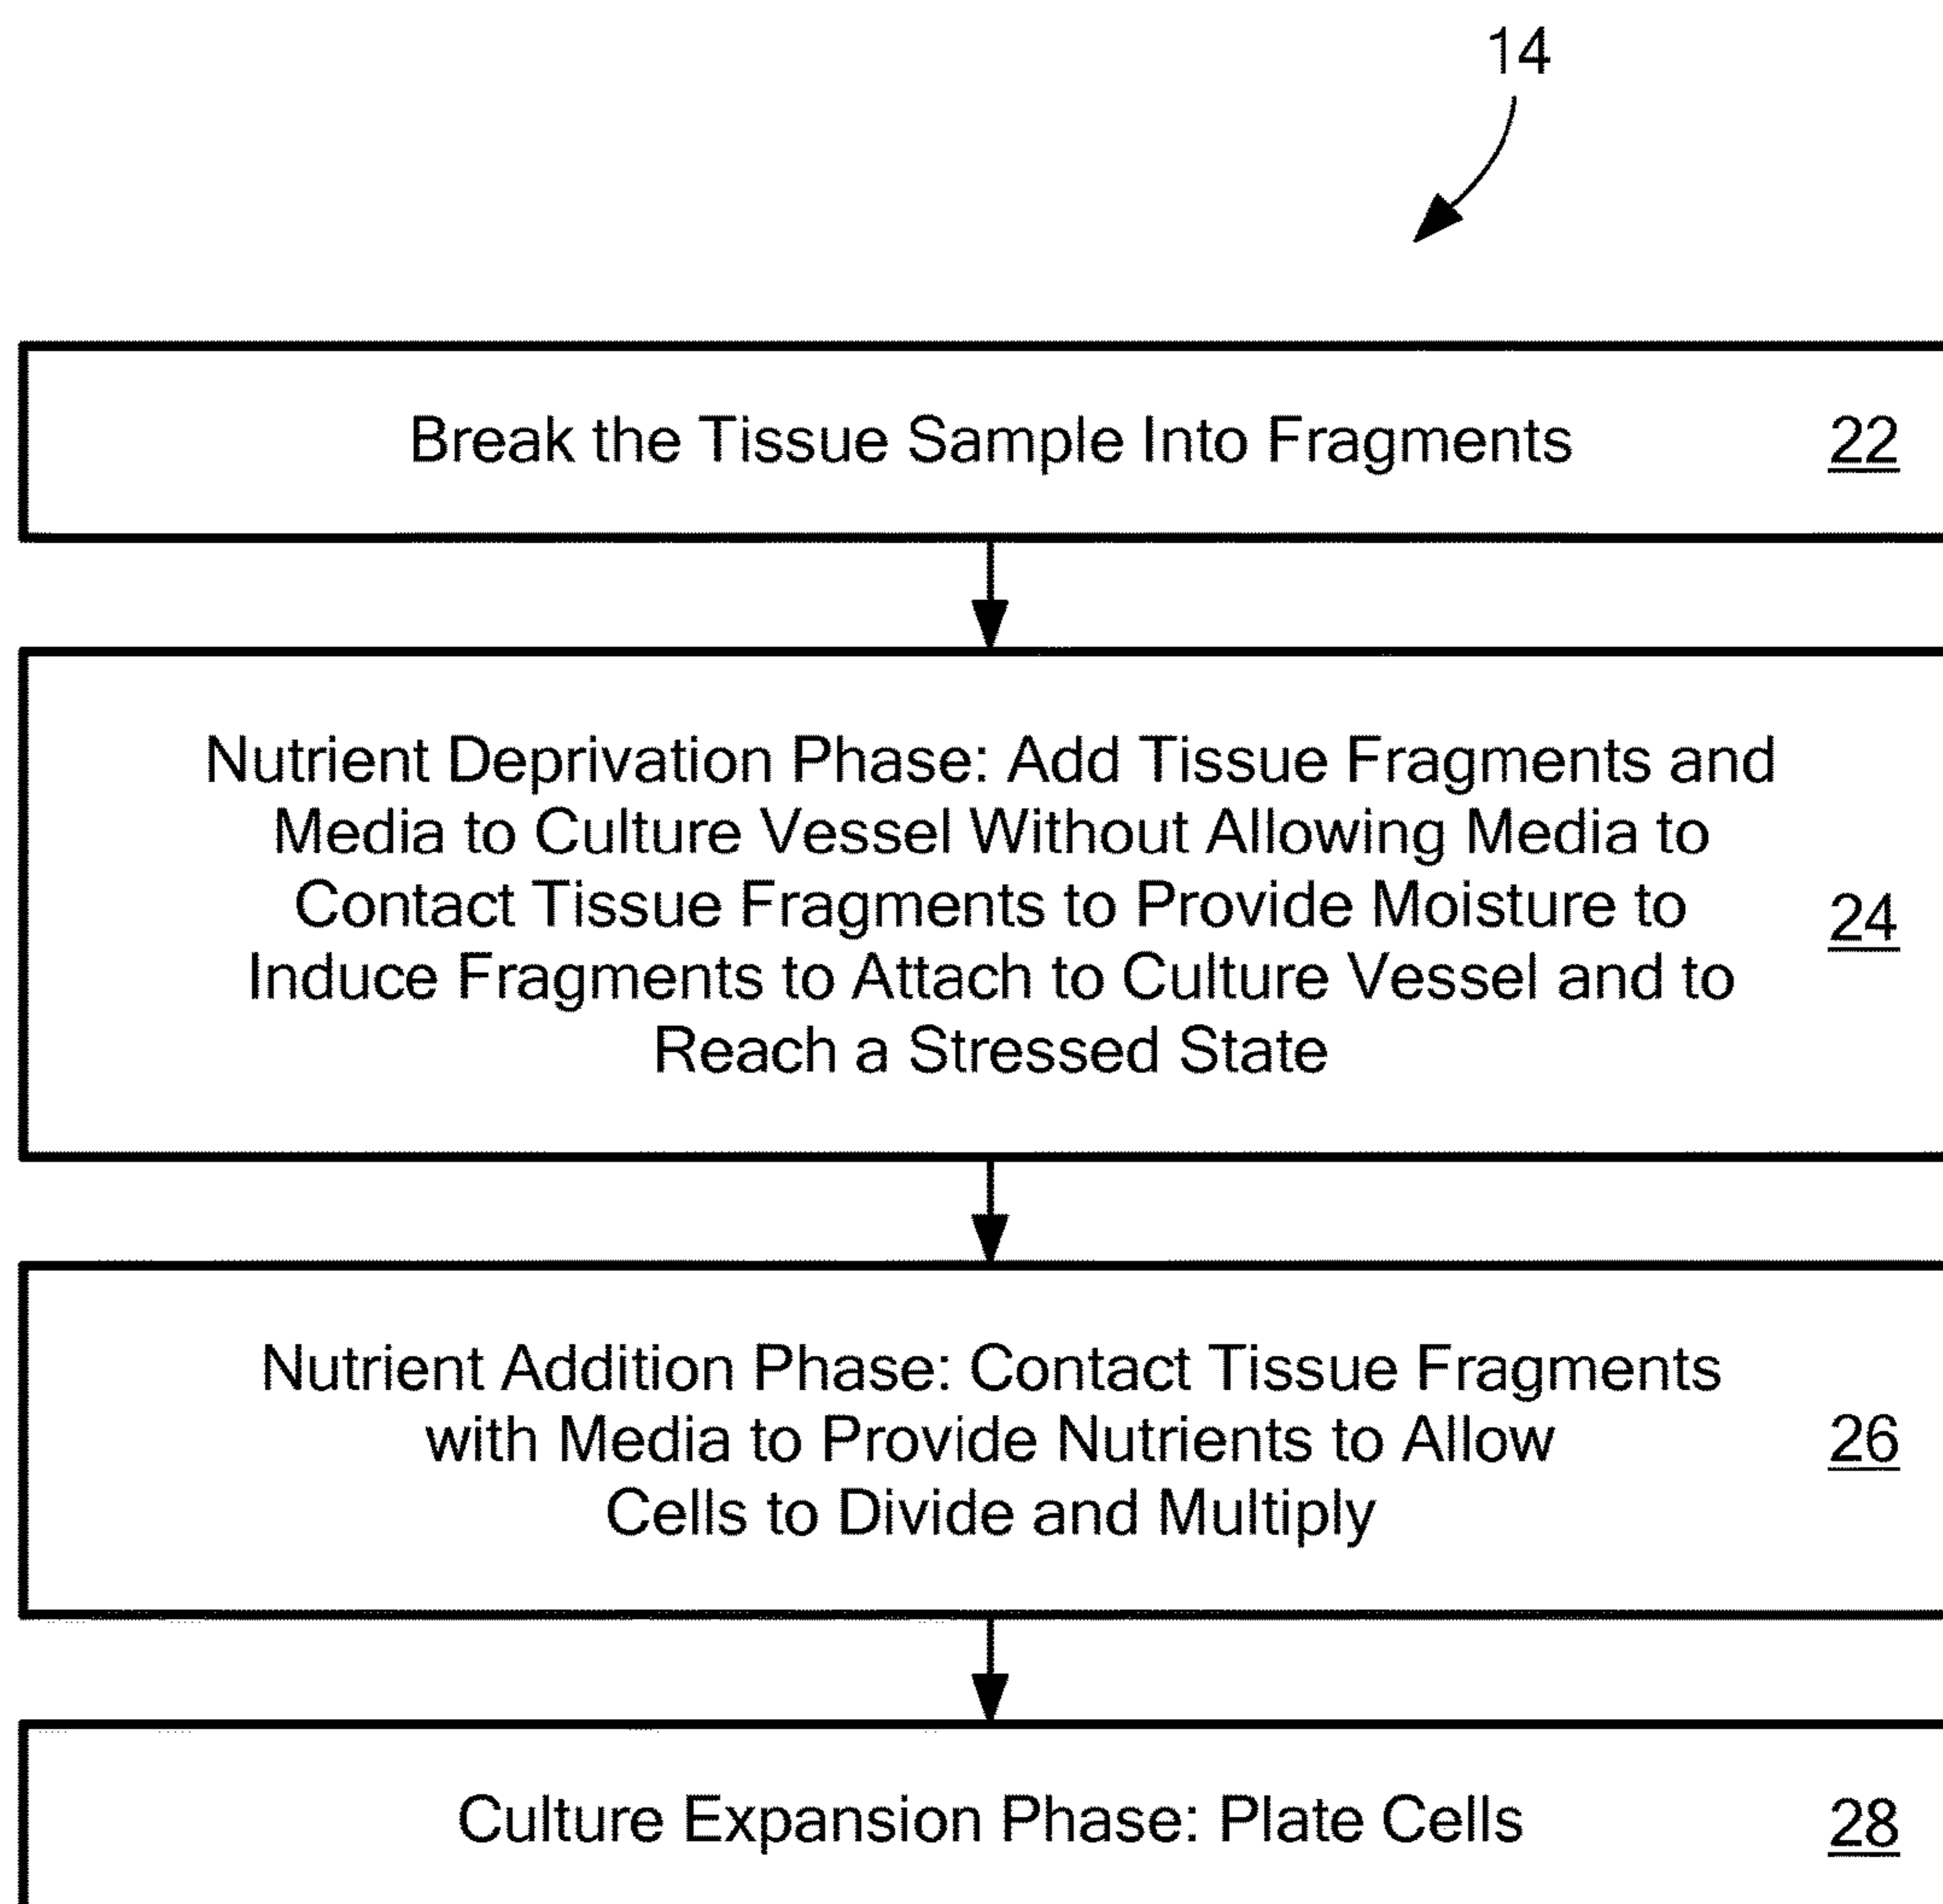 14
Break the Tissue Sample Into Fragments 22
Nutrient Deprivation Phase: Add Tissue Fragments and
Media to Culture Vessel Without Allowing Media to
Contact Tissue Fragments to Provide Moisture to 24
Induce Fragments to Attach to Culture Vessel and to
Reach a Stressed State
Nutrient Addition Phase: Contact Tissue Fragments
with Media to Provide Nutrients to Allow 26
Cells to Divide and Multiply
Culture Expansion Phase: Plate Cells 28